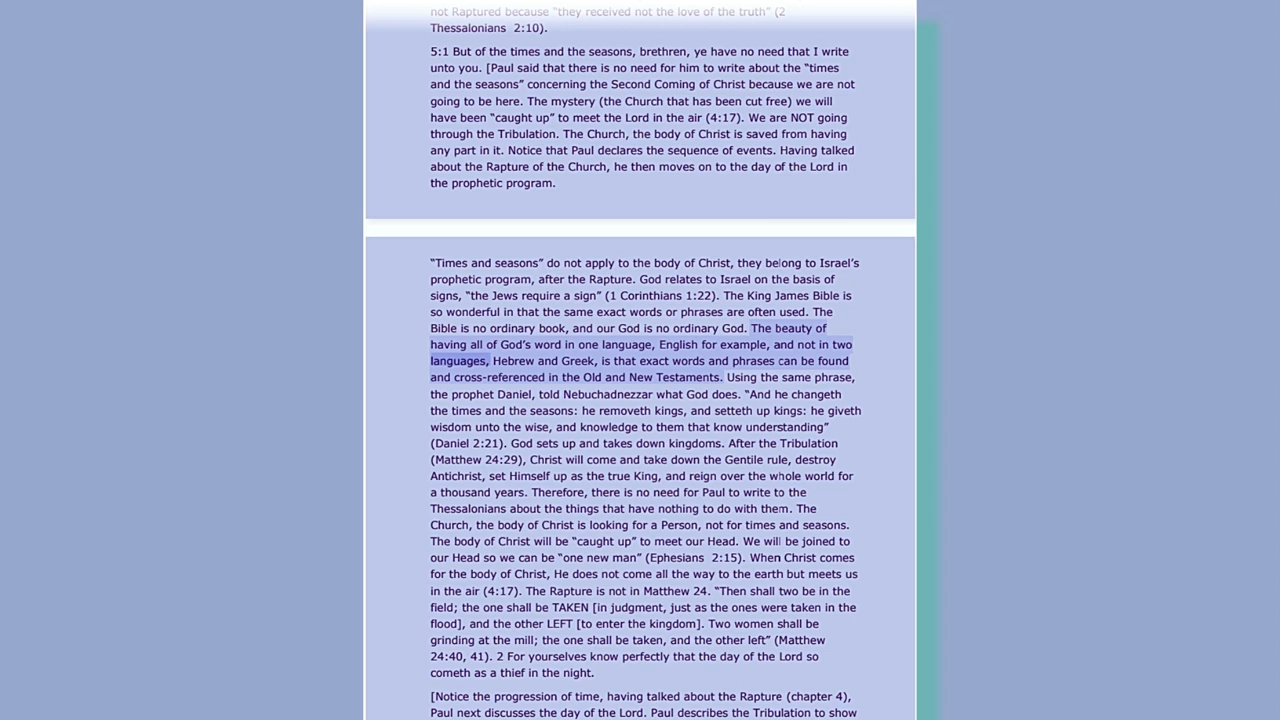 not Raptured because “they received not the love of the truth” (2
Thessalonians 2:10).
5:1 But of the times and the seasons, brethren, ye have no need that I write
unto you. [Paul said that there is no need for him to write about the “times
and the seasons” concerning the Second Coming of Christ because we are not
going to be here. The mystery (the Church that has been cut free) we will
have been “caught up” to meet the Lord in the air (4:17). We are NOT going
through the Tribulation. The Church, the body of Christ is saved from having
any part in it. Notice that Paul declares the sequence of events. Having talked
about the Rapture of the Church, he then moves on to the day of the Lord in
the prophetic program.
“Times and seasons” do not apply to the body of Christ, they belong to Israel’s
prophetic program, after the Rapture. God relates to Israel on the basis of
signs, “the Jews require a sign” (1 Corinthians 1:22). The King James Bible is
so wonderful in that the same exact words or phrases are often used. The
Bible is no ordinary book, and our God is no ordinary God. The beauty of
having all of God’s word in one language, English for example, and not in two
languages, Hebrew and Greek, is that exact words and phrases can be found
and cross-referenced in the Old and New Testaments. Using the same phrase,
the prophet Daniel, told Nebuchadnezzar what God does. “And he changeth
the times and the seasons: he removeth kings, and setteth up kings: he giveth
wisdom unto the wise, and knowledge to them that know understanding”
(Daniel 2:21). God sets up and takes down kingdoms. After the Tribulation
(Matthew 24:29), Christ will come and take down the Gentile rule, destroy
Antichrist, set Himself up as the true King, and reign over the whole world for
a thousand years. Therefore, there is no need for Paul to write to the
Thessalonians about the things that have nothing to do with them. The
Church, the body of Christ is looking for a Person, not for times and seasons.
The body of Christ will be “caught up” to meet our Head. We will be joined to
our Head so we can be “one new man” (Ephesians 2:15). When Christ comes
for the body of Christ, He does not come all the way to the earth but meets us
in the air (4:17). The Rapture is not in Matthew 24. “Then shall two be in the
field; the one shall be TAKEN [in judgment, just as the ones were taken in the
flood], and the other LEFT [to enter the kingdom]. Two women shall be
grinding at the mill; the one shall be taken, and the other left” (Matthew
24:40, 41). 2 For yourselves know perfectly that the day of the Lord so
cometh as a thief in the night.
[Notice the progression of time, having talked about the Rapture (chapter 4),
Paul next discusses the day of the Lord. Paul describes the Tribulation to show